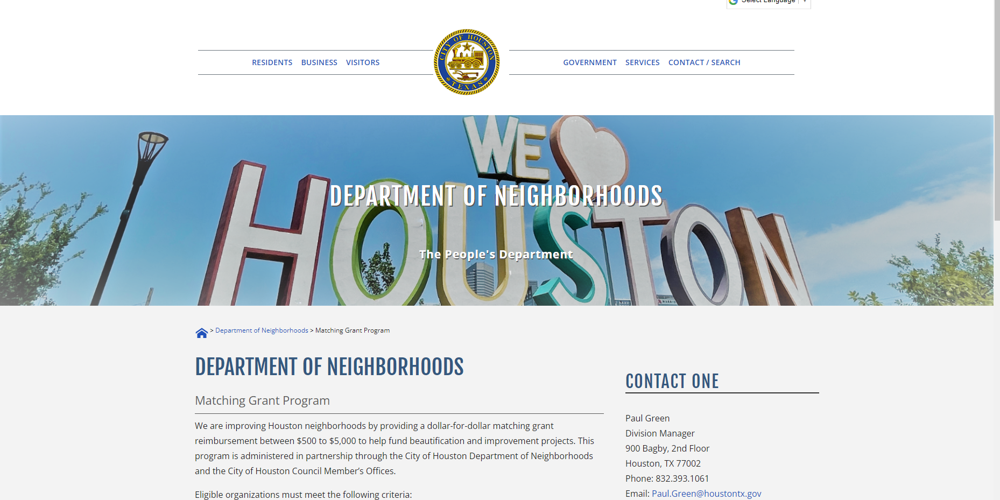 Select Language
RESIDENTS BUSINESS VISITORS
CITY OF HOUSTON
TEXAS
GOVERNMENT SERVICES CONTACT / SEARCH
WE
HOUSTON
DEPARTMENT OF NEIGHBORHOODS
The People's Department
> Department of Neighborhoods > Matching Grant Program
DEPARTMENT OF NEIGHBORHOODS
Matching Grant Program
We are improving Houston neighborhoods by providing a dollar-for-dollar matching grant
reimbursement between $500 to $5,000 to help fund beautification and improvement projects. This
program is administered in partnership through the City of Houston Department of Neighborhoods
and the City of Houston Council Member’s Offices.
Eligible organizations must meet the following criteria:
CONTACT ONE
Paul Green
Division Manager
900 Bagby, 2nd Floor
Houston, TX 77002
Phone: 832.393.1061
Email: Paul.Green@houstontx.gov